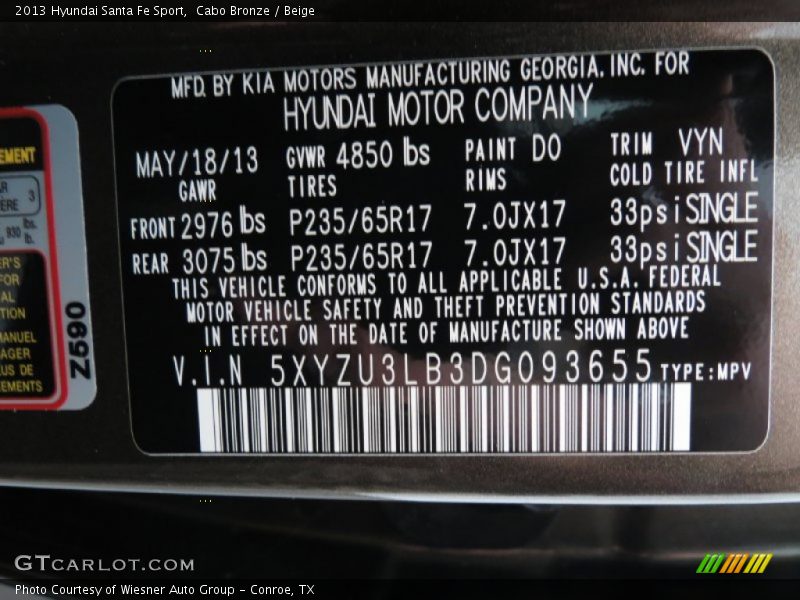 2013 Hyundai Santa Fe Sport,  Cabo Bronze / Beige
MFD. BY KIA MOTORS MANUFACTURING GEORGIA, INC. FOR
HYUNDAI MOTOR COMPANY
MAY/18/13 GVWR 4850 lbs PAINT DO TRIM VYN
GAWR TIRES RIMS COLD TIRE INFL
FRONT 2976 lbs P235/65R17 7.0JX17 33psi SINGLE
REAR 3075 lbs P235/65R17 7.0JX17 33psi SINGLE
THIS VEHICLE CONFORMS TO ALL APPLICABLE U.S.A. FEDERAL
MOTOR VEHICLE SAFETY AND THEFT PREVENTION STANDARDS
IN EFFECT ON THE DATE OF MANUFACTURE SHOWN ABOVE
V.I.N 5XYZU3LB3DG093655 TYPE:MPV
Z590
GTCARLOT.COM
Photo Courtesy of Wiesner Auto Group - Conroe, TX